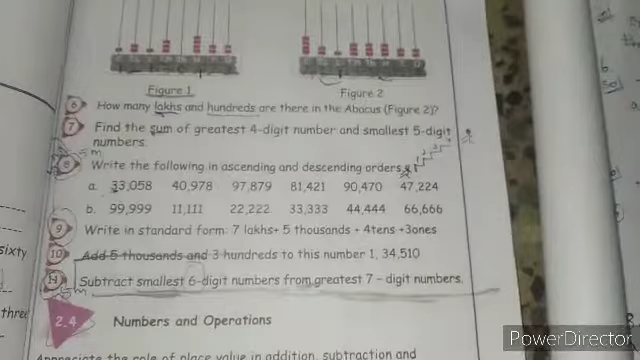 Figure 1
Figure 2
6 How many lakhs and hundreds are there in the Abacus (Figure 2)?
7 Find the sum of greatest 4-digit number and smallest 5-digit
numbers.
8 Write the following in ascending and descending orders
a. 33,058 40,978 97,879 81,421 90,470 47,224
b. 99,999 11,111 22,222 33,333 44,444 66,666
9 Write in standard form: 7 lakhs+ 5 thousands + 4tens +3ones
10 Add 5 thousands and 3 hundreds to this number 1, 34,510
11 Subtract smallest 6-digit numbers from greatest 7 - digit numbers.
sixty
three
2.4 Numbers and Operations
Appreciate the role of place value in addition, subtraction and
PowerDirector